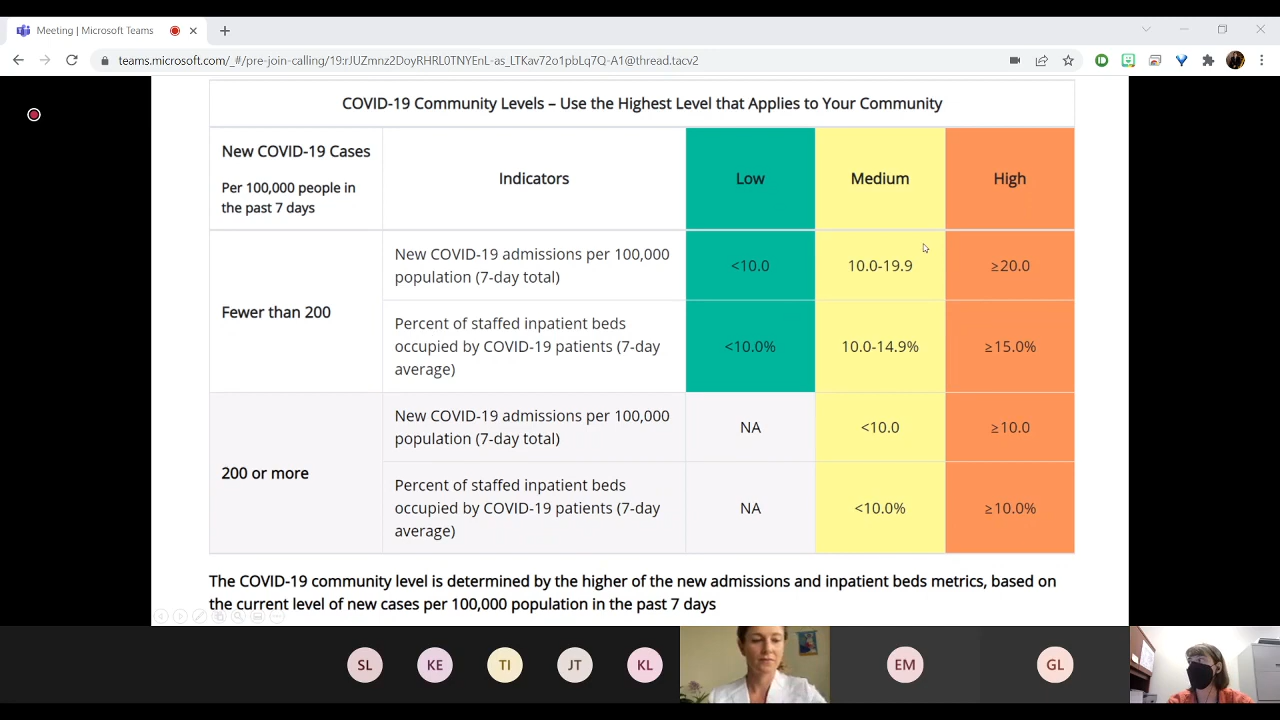 Meeting | Microsoft Teams
teams.microsoft.com/_#/pre-join-calling/19:rJUZmnz2FoyHPRL01NYEt1-as_LTKaW2o1pbLq7Q-A1@thread.tacv2
COVID-19 Community Levels – Use the Highest Level that Applies to Your Community
New COVID-19 Cases
Per 100,000 people in
the past 7 days
Indicators
Low
Medium
High
Fewer than 200
New COVID-19 admissions per 100,000
population (7-day total)
<10.0
10.0-19.9
≥20.0
Percent of staffed inpatient beds
occupied by COVID-19 patients (7-day
average)
<10.0%
10.0-14.9%
≥15.0%
200 or more
New COVID-19 admissions per 100,000
population (7-day total)
NA
<10.0
≥10.0
Percent of staffed inpatient beds
occupied by COVID-19 patients (7-day
average)
NA
<10.0%
≥10.0%
The COVID-19 community level is determined by the higher of the new admissions and inpatient beds metrics, based on
the current level of new cases per 100,000 population in the past 7 days
SL
KE
TI
JT
KL
EM
GL